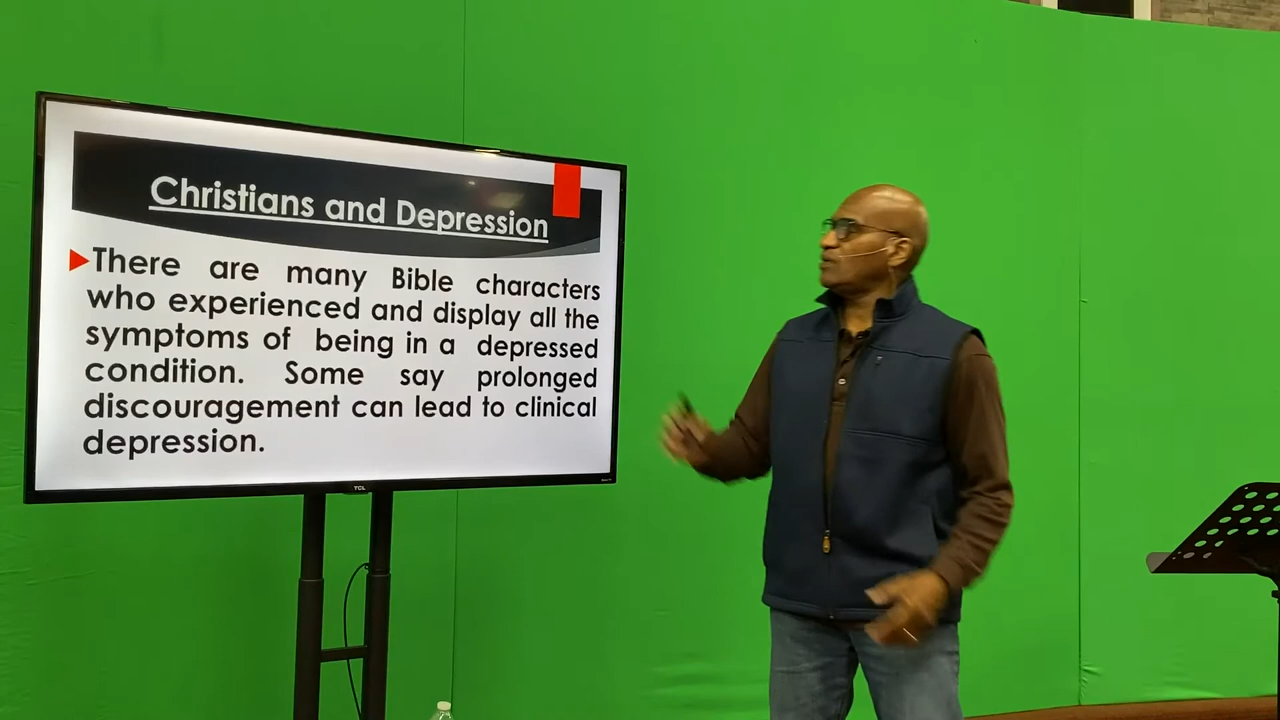 Christians and Depression
There are many Bible characters
who experienced and display all the
symptoms of being in a depressed
condition. Some say prolonged
discouragement can lead to clinical
depression.
TCL